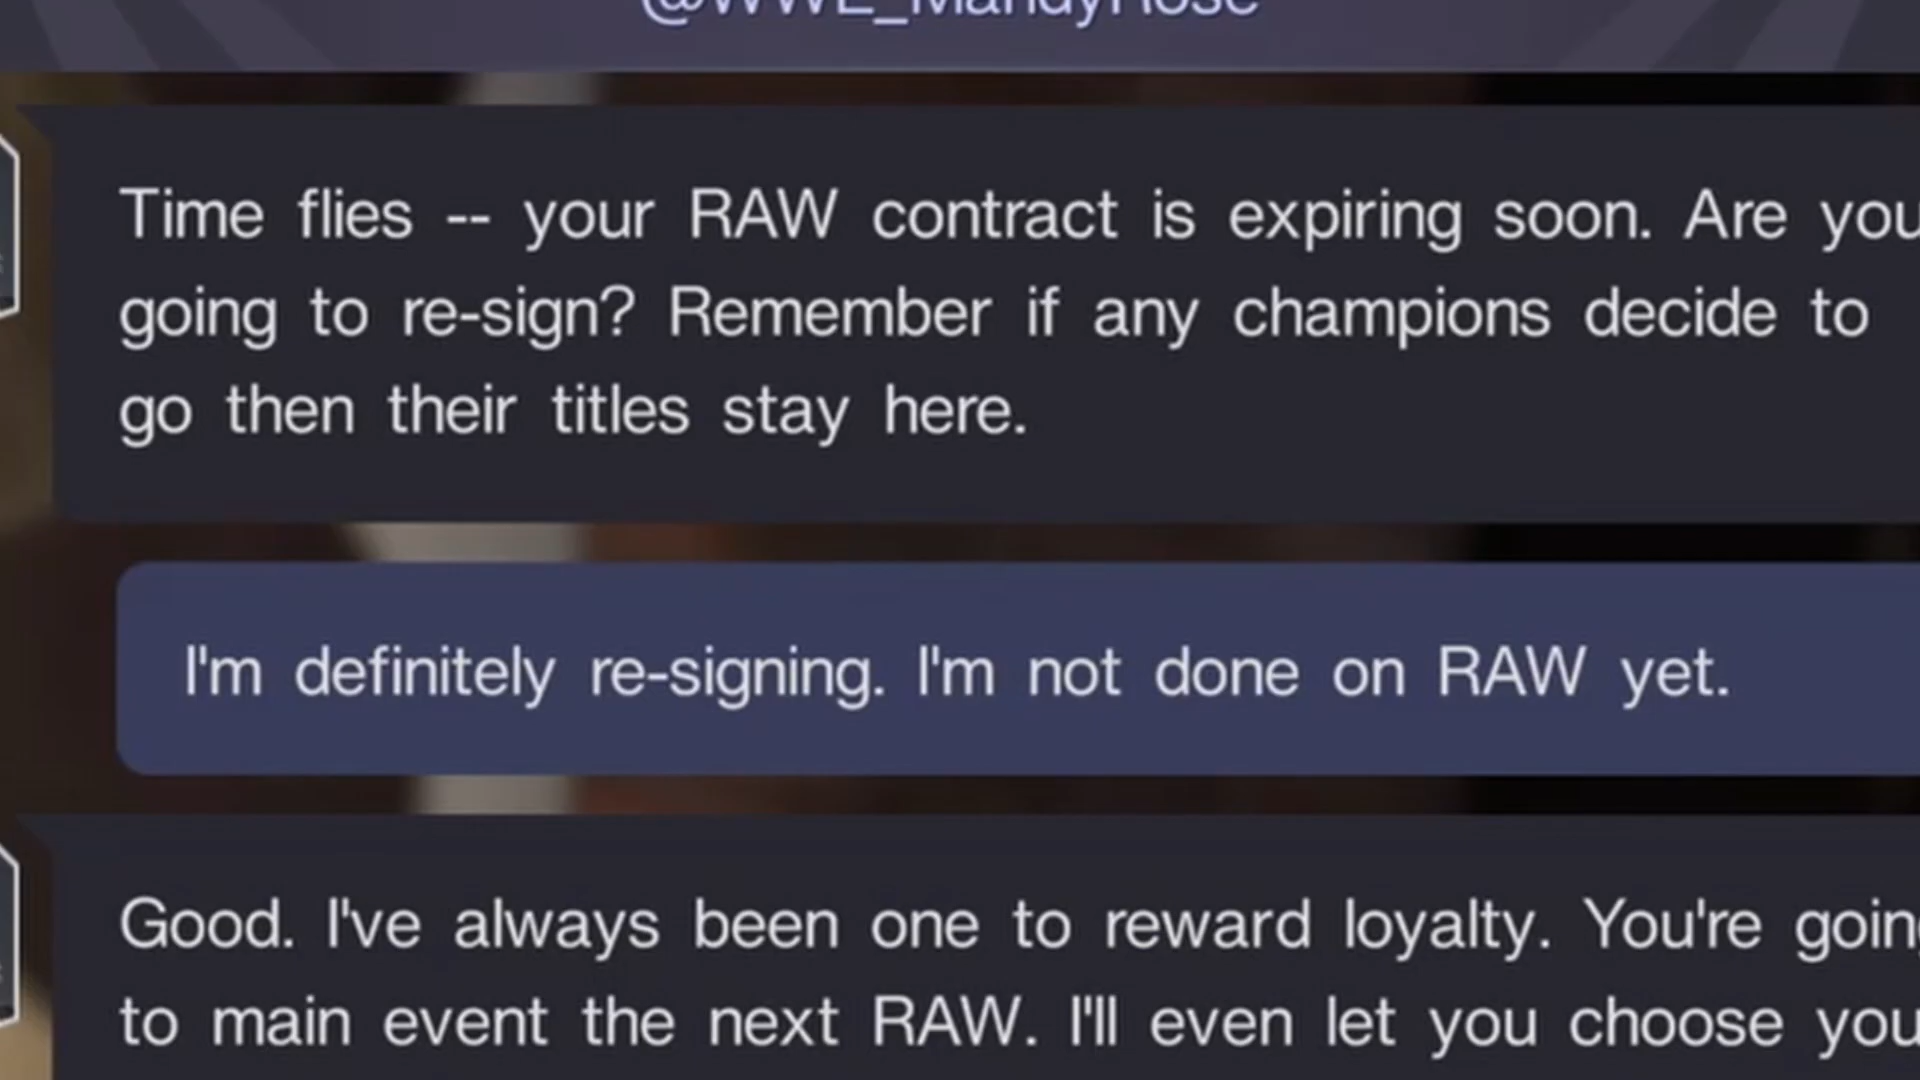 @WWE_MandyRose
Time flies -- your RAW contract is expiring soon. Are you
going to re-sign? Remember if any champions decide to
go then their titles stay here.
I'm definitely re-signing. I'm not done on RAW yet.
Good. I've always been one to reward loyalty. You're going
to main event the next RAW. I'll even let you choose